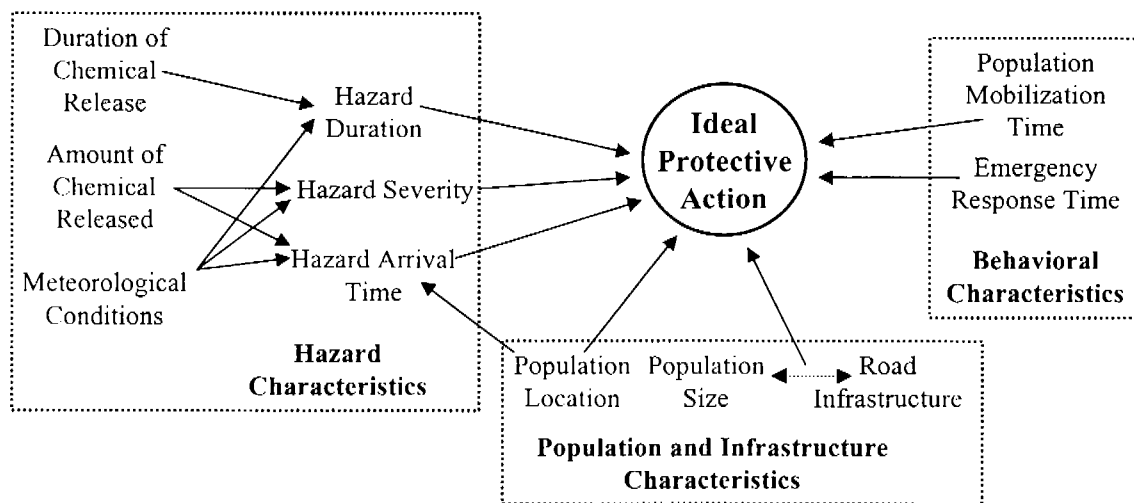 Duration of
Chemical
Release
Amount of
Chemical
Released
Meteorological
Conditions
Hazard
Duration
Hazard Severity
Hazard Arrival
Time
Hazard
Characteristics
Ideal
Protective
Action
Population
Mobilization
Time
Emergency
Response Time
Behavioral
Characteristics
Population
Location
Population
Size
Road
Infrastructure
Population and Infrastructure
Characteristics